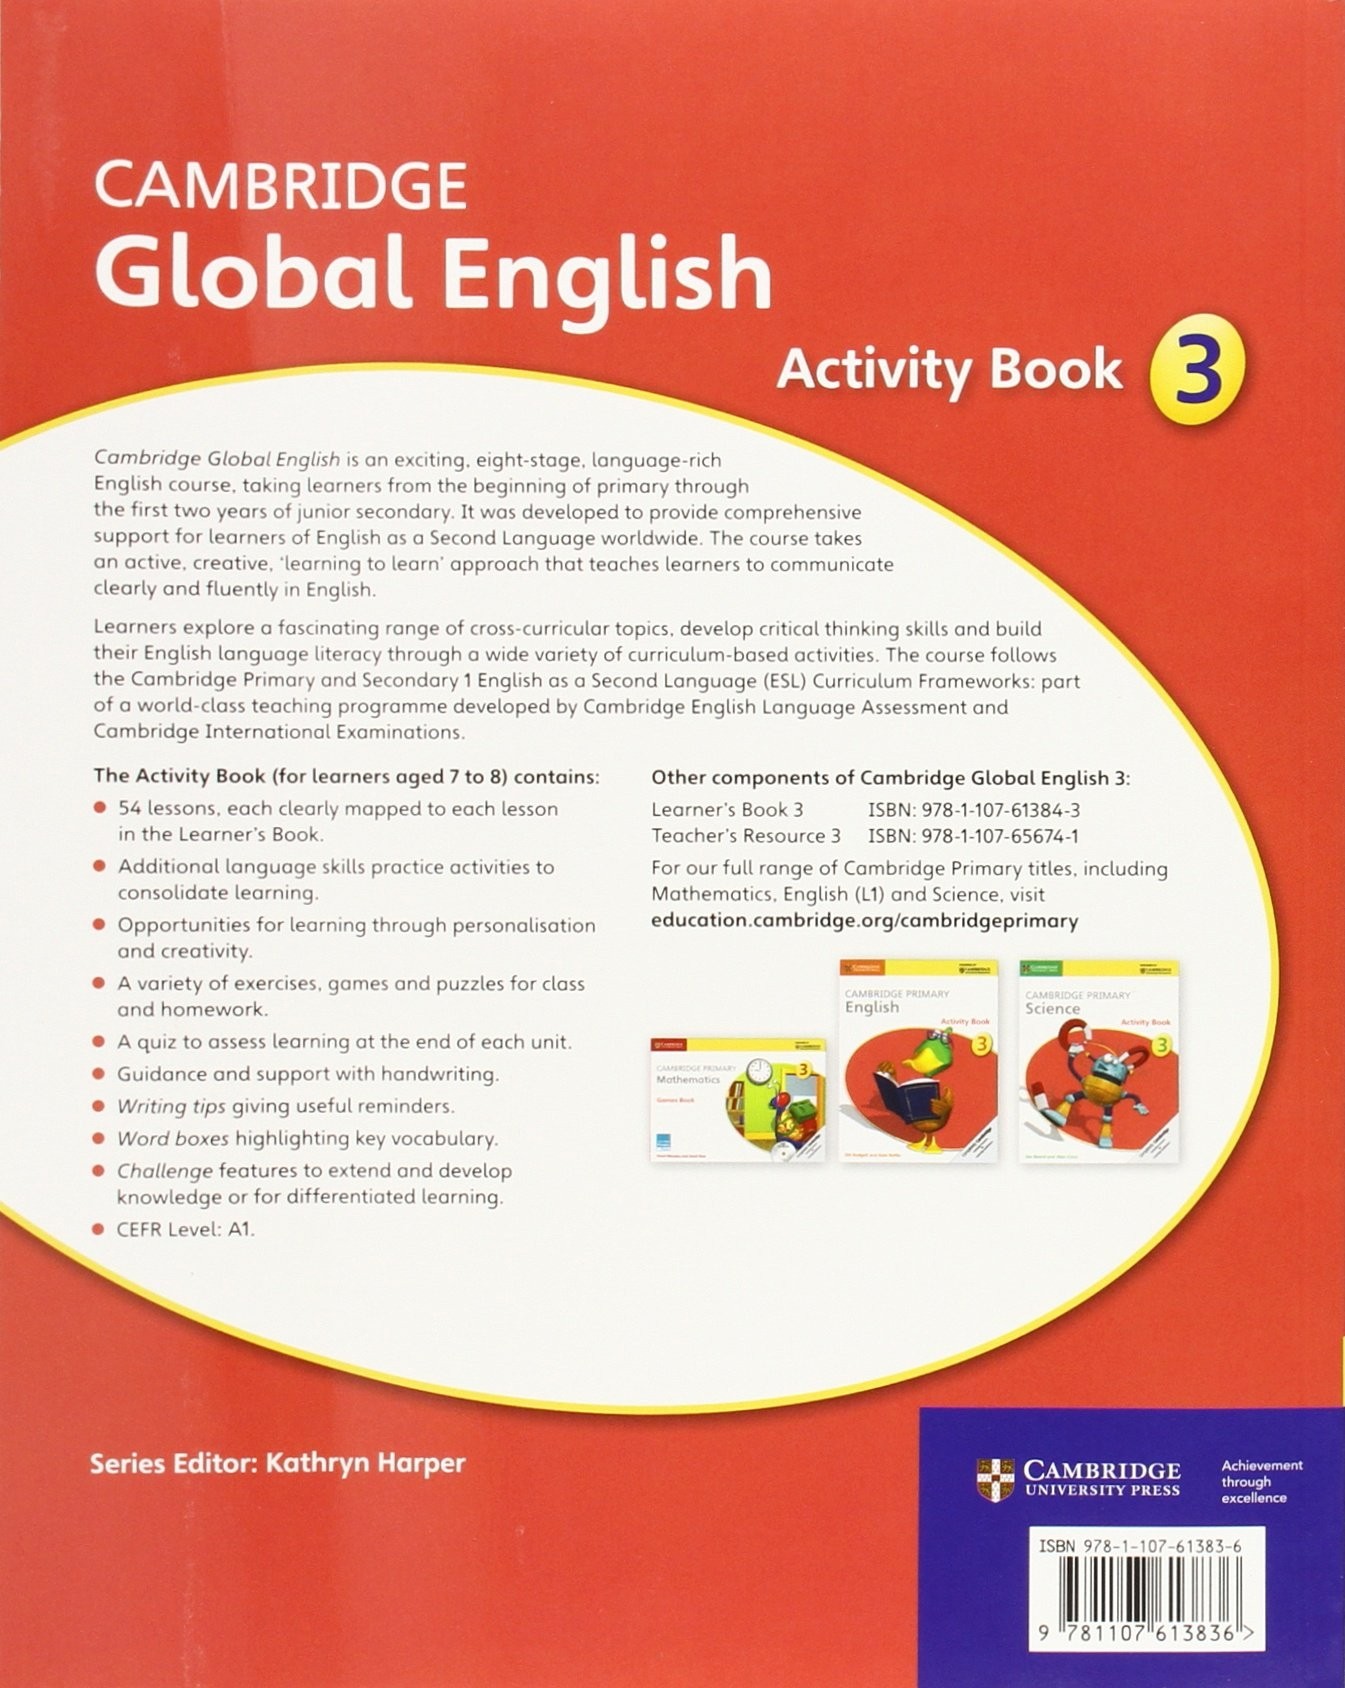 CAMBRIDGE
Global English
Activity Book 3
Cambridge Global English is an exciting, eight-stage, language-rich
English course, taking learners from the beginning of primary through
the first two years of junior secondary. It was developed to provide comprehensive
support for learners of English as a Second Language worldwide. The course takes
an active, creative, ‘learning to learn’ approach that teaches learners to communicate
clearly and fluently in English.
Learners explore a fascinating range of cross-curricular topics, develop critical thinking skills and build
their English language literacy through a wide variety of curriculum-based activities. The course follows
the Cambridge Primary and Secondary 1 English as a Second Language (ESL) Curriculum Frameworks: part
of a world-class teaching programme developed by Cambridge English Language Assessment and
Cambridge International Examinations.
The Activity Book (for learners aged 7 to 8) contains:
• 54 lessons, each clearly mapped to each lesson
in the Learner's Book.
• Additional language skills practice activities to
consolidate learning.
• Opportunities for learning through personalisation
and creativity.
• A variety of exercises, games and puzzles for class
and homework.
• A quiz to assess learning at the end of each unit.
• Guidance and support with handwriting.
• Writing tips giving useful reminders.
• Word boxes highlighting key vocabulary.
• Challenge features to extend and develop
knowledge or for differentiated learning.
• CEFR Level: A1.
Other components of Cambridge Global English 3:
Learner's Book 3 ISBN: 978-1-107-61384-3
Teacher's Resource 3 ISBN: 978-1-107-65674-1
For our full range of Cambridge Primary titles, including
Mathematics, English (L1) and Science, visit
education.cambridge.org/cambridgeprimary
CAMBRIDGE
CAMBRIDGE PRIMARY
Mathematics
Games Book
3
CAMBRIDGE
CAMBRIDGE PRIMARY
English
Activity Book
3
CAMBRIDGE
CAMBRIDGE PRIMARY
Science
Activity Book
3
Series Editor: Kathryn Harper
CAMBRIDGE
UNIVERSITY PRESS
Achievement
through
excellence
ISBN 978-1-107-61383-6
9 781107 613836 >